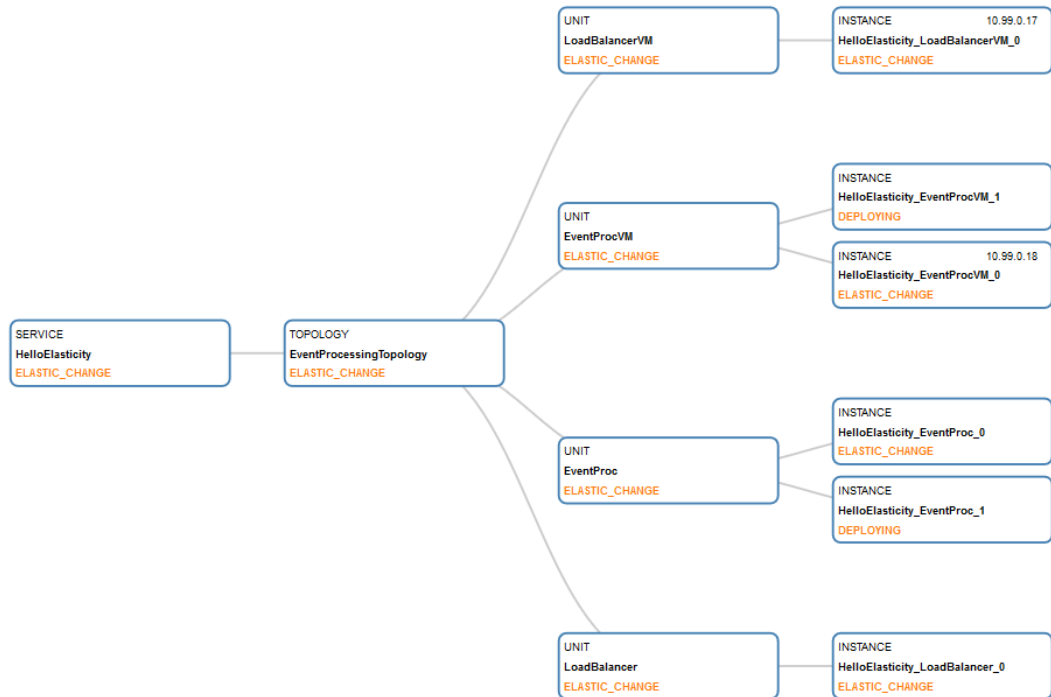 UNIT
LoadBalancerVM
ELASTIC_CHANGE
INSTANCE 10.99.0.17
HelloElasticity_LoadBalancerVM_0
ELASTIC_CHANGE
INSTANCE
HelloElasticity_EventProcVM_1
DEPLOYING
UNIT
EventProcVM
ELASTIC_CHANGE
INSTANCE 10.99.0.18
HelloElasticity_EventProcVM_0
ELASTIC_CHANGE
SERVICE
HelloElasticity
ELASTIC_CHANGE
TOPOLOGY
EventProcessingTopology
ELASTIC_CHANGE
INSTANCE
HelloElasticity_EventProc_0
ELASTIC_CHANGE
UNIT
EventProc
ELASTIC_CHANGE
INSTANCE
HelloElasticity_EventProc_1
DEPLOYING
UNIT
LoadBalancer
ELASTIC_CHANGE
INSTANCE
HelloElasticity_LoadBalancer_0
ELASTIC_CHANGE